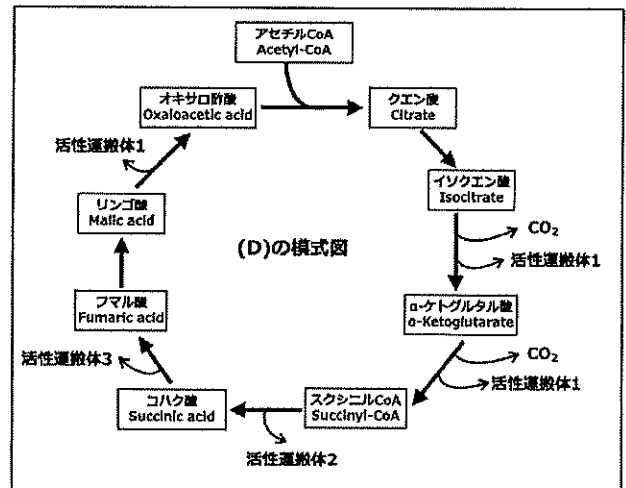 アセチルCoA
Acetyl-CoA
オキサロ酢酸
Oxaloacetic acid
クエン酸
Citrate
活性運搬体1
イソクエン酸
Isocitrate
リンゴ酸
Malic acid
CO₂
(D)の模式図
活性運搬体1
フマル酸
Fumaric acid
α-ケトグルタル酸
α-Ketoglutarate
CO₂
活性運搬体3
活性運搬体1
コハク酸
Succinic acid
スクシニルCoA
Succinyl-CoA
活性運搬体2